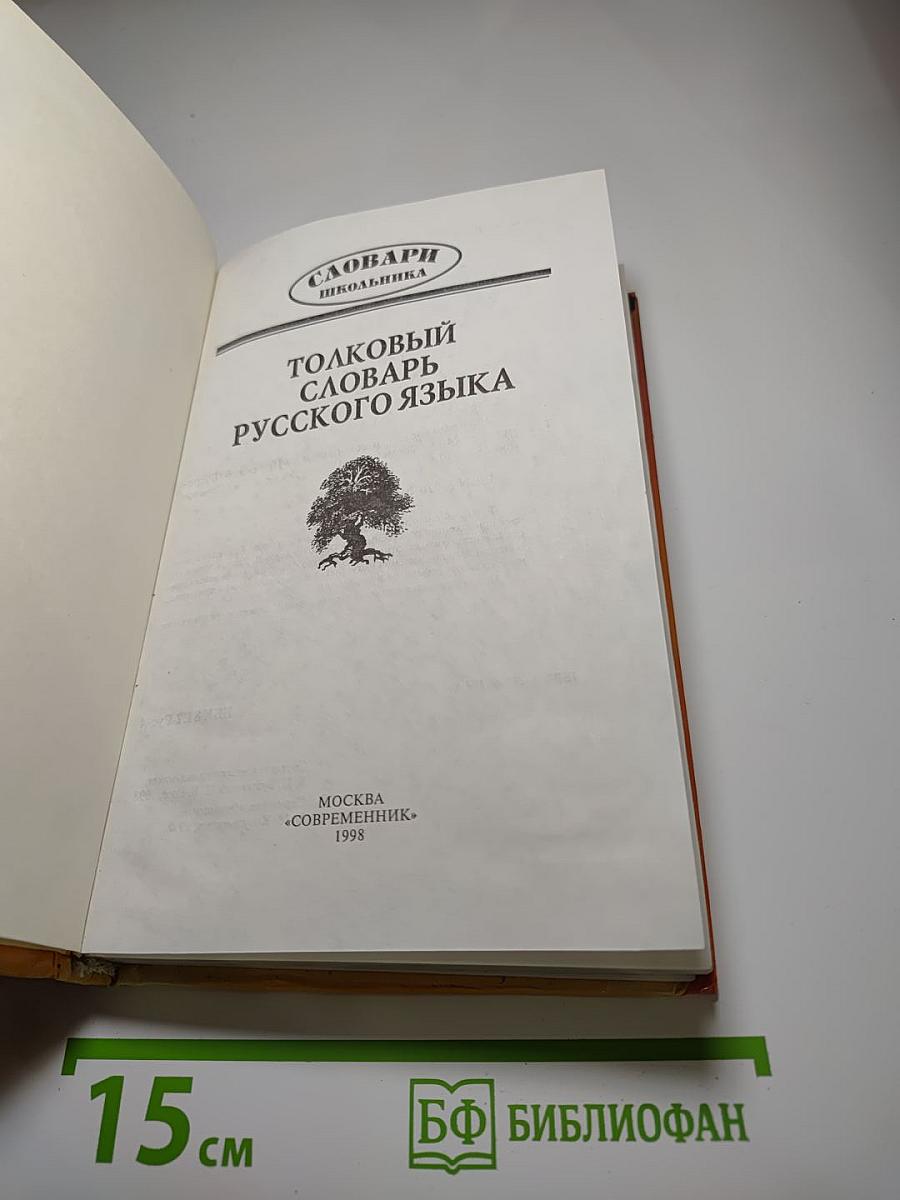 СЛОВАРИ
ШКОЛЬНИКА
ТОЛКОВЫЙ
СЛОВАРЬ
РУССКОГО ЯЗЫКА
МОСКВА
«СОВРЕМЕННИК»
1998
15 см
БФ БИБЛИОФАН